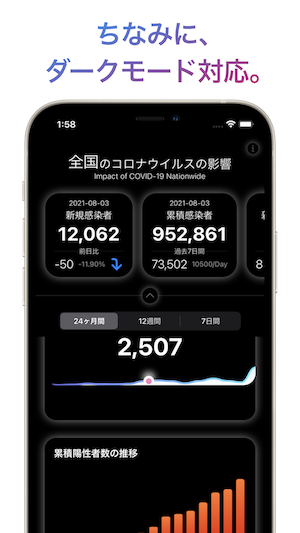 ちなみに、
ダークモード対応。
1:58
全国のコロナウイルスの影響
Impact of COVID-19 Nationwide
2021-08-03
新規感染者
12,062
前日比
-50 -11.90%
2021-08-03
累積感染者
952,861
過去7日間
73,502 10500/Day
8
24ヶ月間
12週間
7日間
2,507
累積陽性者数の推移